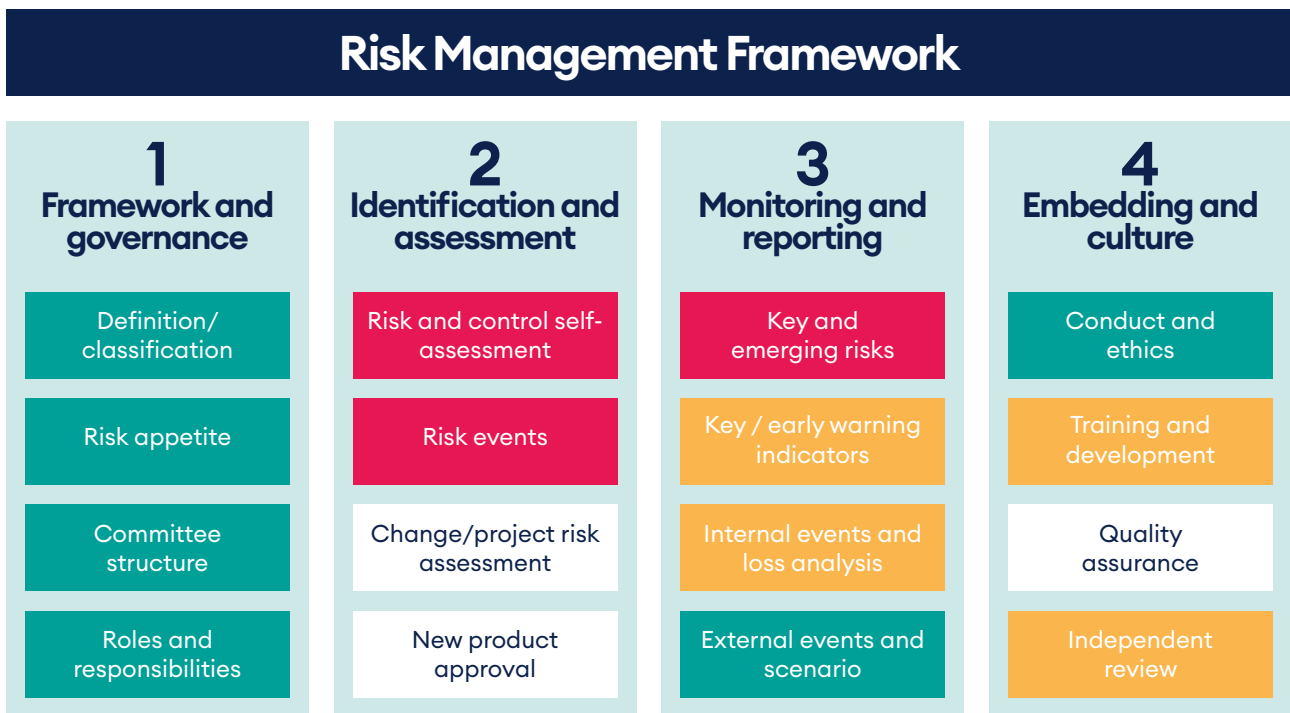 Risk Management Framework
1
Framework and
governance
Definition/
classification
Risk appetite
Committee
structure
Roles and
responsibilities
2
Identification and
assessment
Risk and control self-
assessment
Risk events
Change/project risk
assessment
New product
approval
3
Monitoring and
reporting
Key and
emerging risks
Key / early warning
indicators
Internal events and
loss analysis
External events and
scenario
4
Embedding and
culture
Conduct and
ethics
Training and
development
Quality
assurance
Independent
review